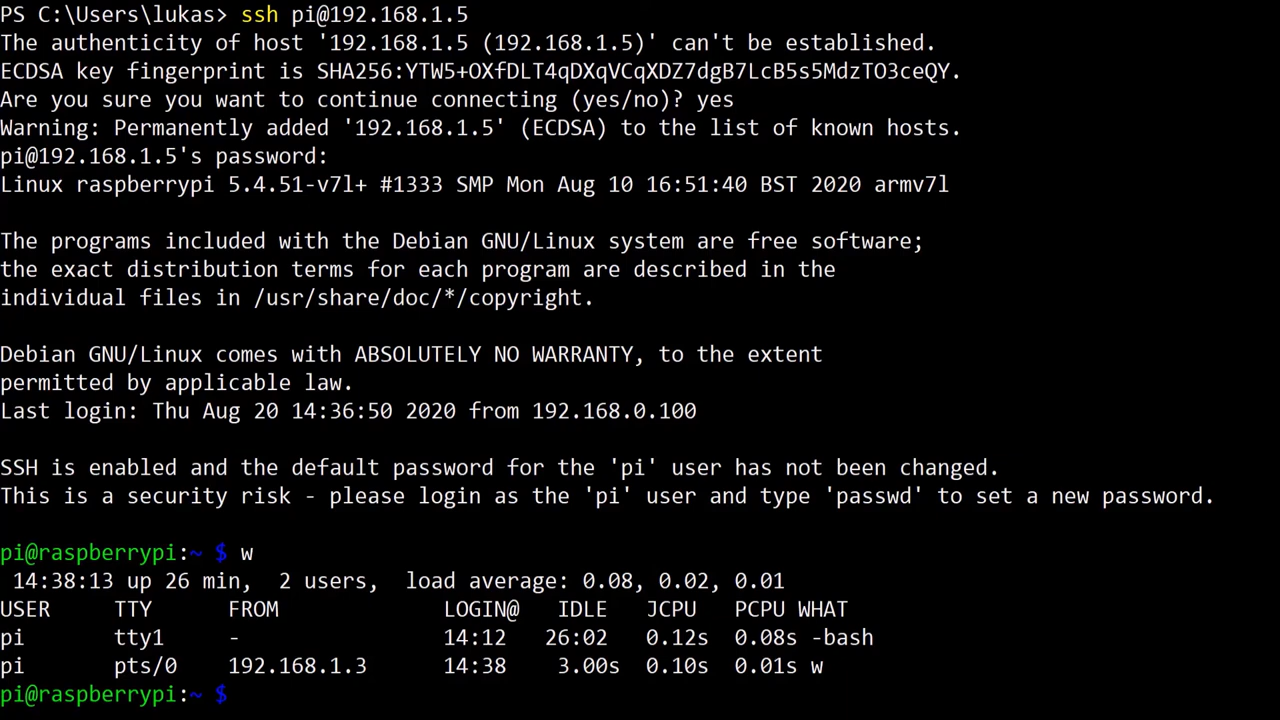 PS C:\Users\lukas> ssh pi@192.168.1.5
The authenticity of host '192.168.1.5 (192.168.1.5)' can't be established.
ECDSA key fingerprint is SHA256:YTW5+OXfDLT4qDXqVCqXDZ7dgB7LcB5s5MdzTO3ceQY.
Are you sure you want to continue connecting (yes/no)? yes
Warning: Permanently added '192.168.1.5' (ECDSA) to the list of known hosts.
pi@192.168.1.5's password:
Linux raspberrypi 5.4.51-v7l+ #1333 SMP Mon Aug 10 16:51:40 BST 2020 armv7l

The programs included with the Debian GNU/Linux system are free software;
the exact distribution terms for each program are described in the
individual files in /usr/share/doc/*/copyright.

Debian GNU/Linux comes with ABSOLUTELY NO WARRANTY, to the extent
permitted by applicable law.
Last login: Thu Aug 20 14:36:50 2020 from 192.168.0.100

SSH is enabled and the default password for the 'pi' user has not been changed.
This is a security risk - please login as the 'pi' user and type 'passwd' to set a new password.

pi@raspberrypi:~ $ w
 14:38:13 up 26 min,  2 users,  load average: 0.08, 0.02, 0.01
USER     TTY      FROM             LOGIN@   IDLE   JCPU   PCPU WHAT
pi       tty1     -                14:12   26:02   0.12s  0.08s -bash
pi       pts/0    192.168.1.3      14:38    3.00s  0.10s  0.01s w
pi@raspberrypi:~ $